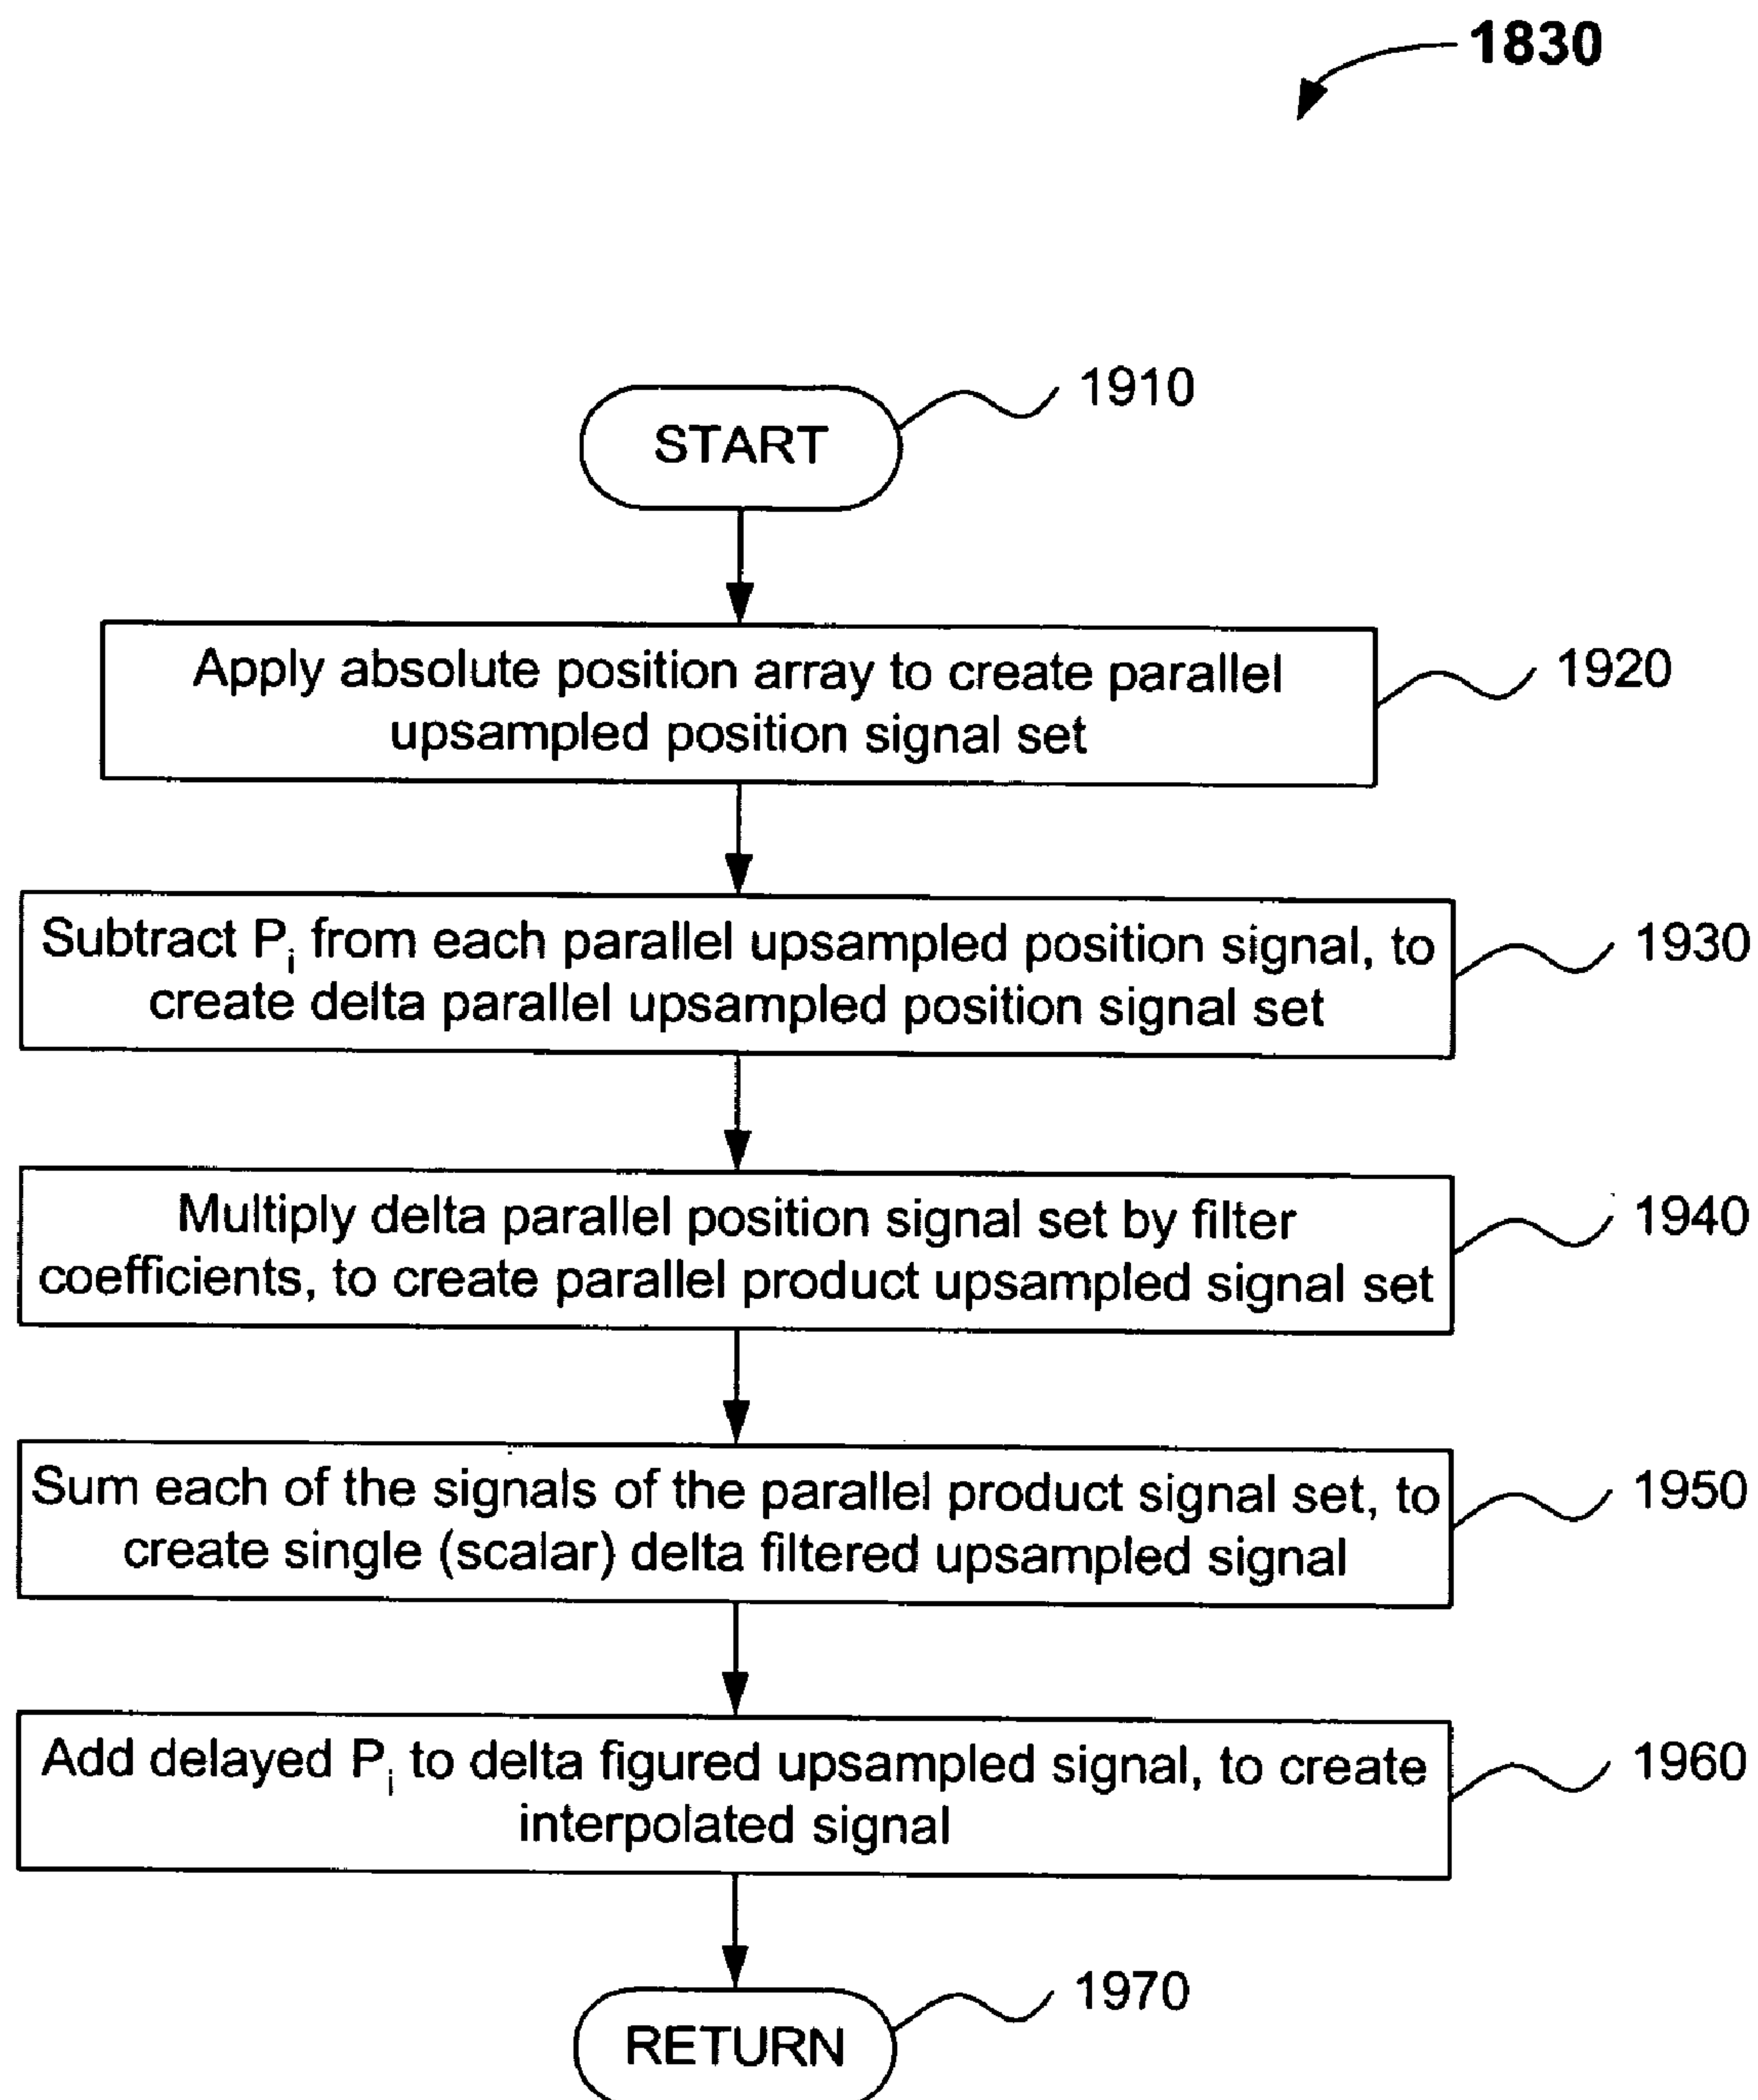 1830
1910
START
Apply absolute position array to create parallel
upsampled position signal set
1920
Subtract Pi from each parallel upsampled position signal, to
create delta parallel upsampled position signal set
1930
Multiply delta parallel position signal set by filter
coefficients, to create parallel product upsampled signal set
1940
Sum each of the signals of the parallel product signal set, to
create single (scalar) delta filtered upsampled signal
1950
Add delayed Pi to delta figured upsampled signal, to create
interpolated signal
1960
1970
RETURN